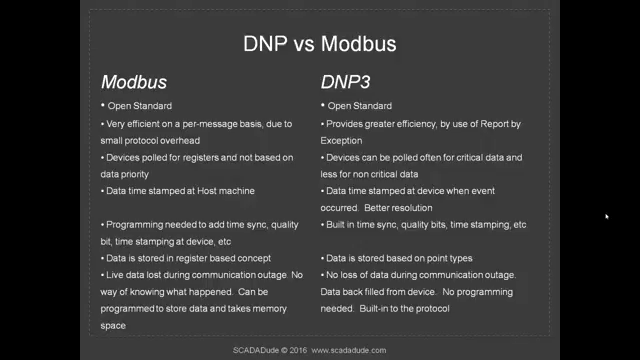 DNP vs Modbus
Modbus
• Open Standard
• Very efficient on a per-message basis, due to
small protocol overhead
• Devices polled for registers and not based on
data priority
• Data time stamped at Host machine
• Programming needed to add time sync, quality
bit, time stamping at device, etc
• Data is stored in register based concept
• Live data lost during communication outage. No
way of knowing what happened. Can be
programmed to store data and takes memory
space
DNP3
• Open Standard
• Provides greater efficiency, by use of Report by
Exception
• Devices can be polled often for critical data and
less for non critical data
• Data time stamped at device when event
occurred. Better resolution
• Built in time sync, quality bits, time stamping, etc
• Data is stored based on point types
• No loss of data during communication outage.
Data back filled from device. No programming
needed. Built-in to the protocol
SCADADude © 2016 www.scadadude.com